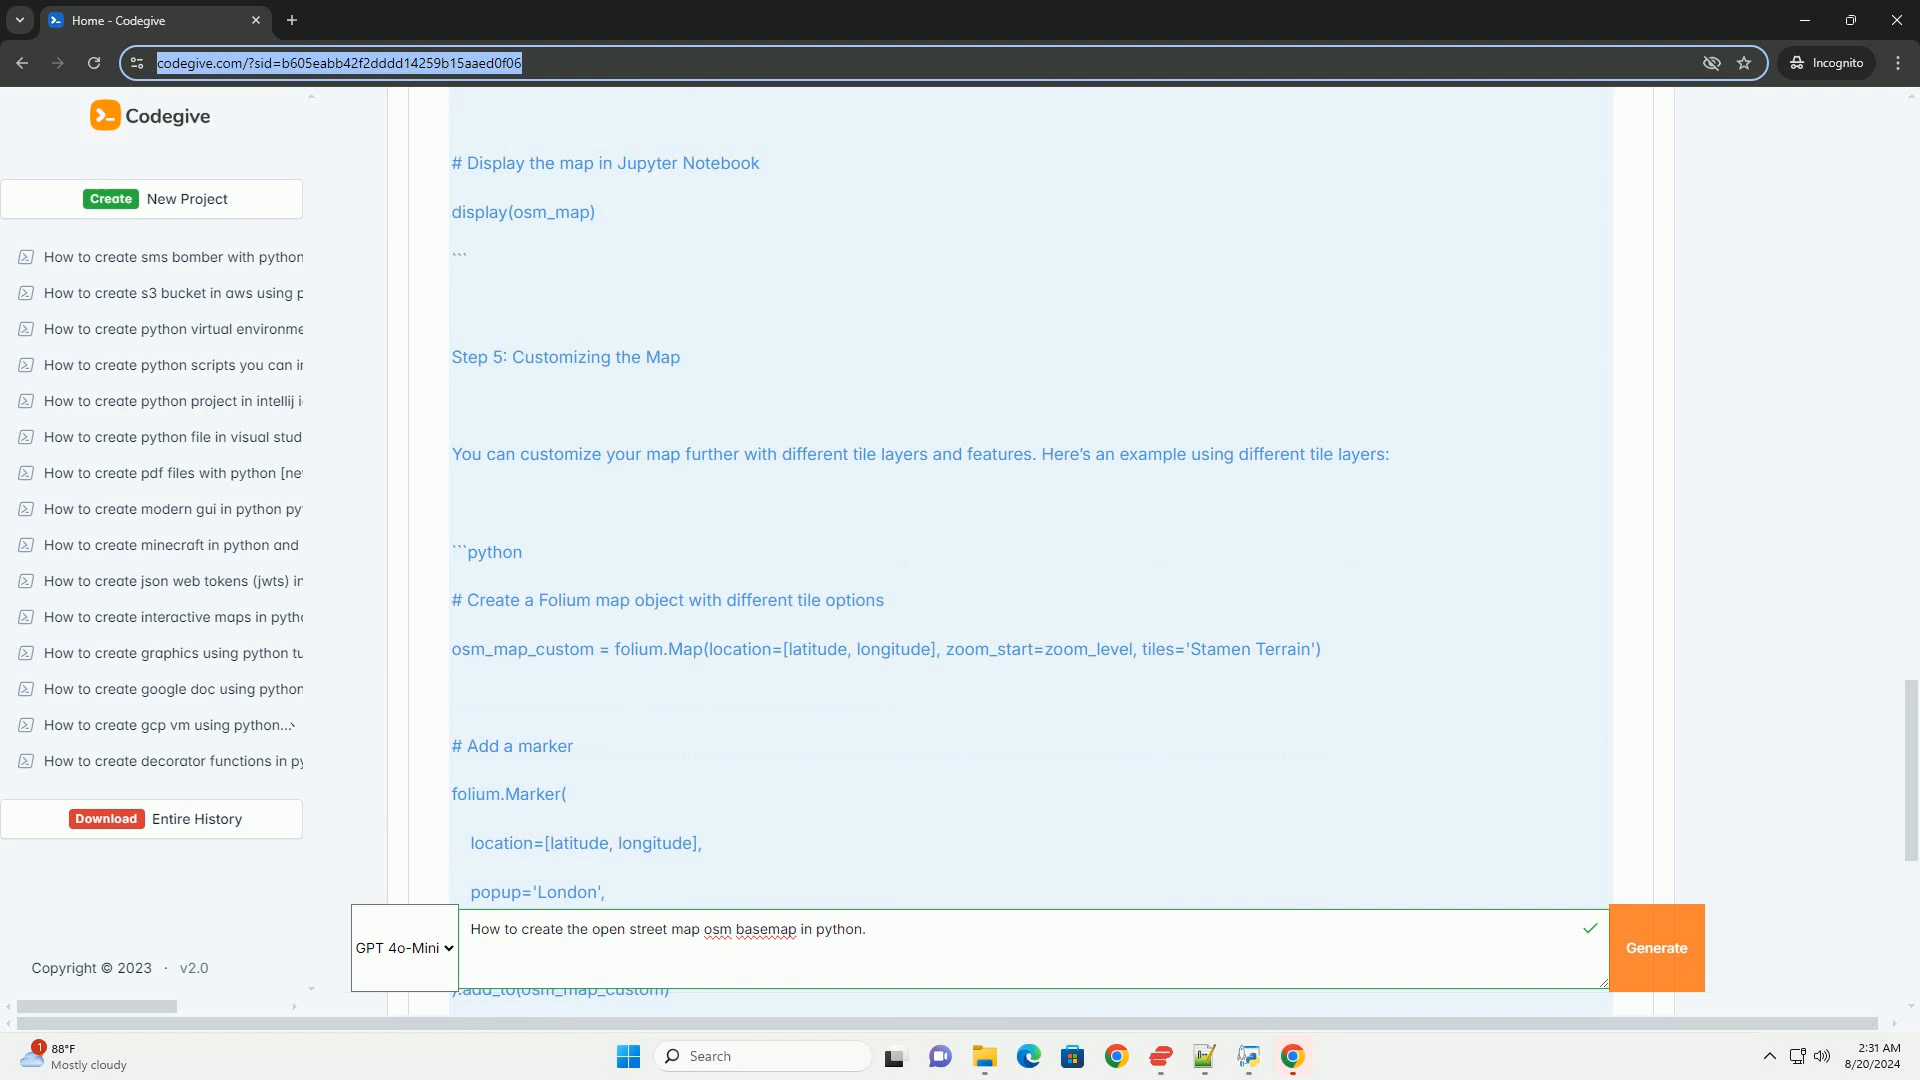 Home - Codegive
codegive.com/?sid=b605eabb42f2dddd14259b15aaed0f06
Incognito
Codegive
Create New Project
How to create sms bomber with python
How to create s3 bucket in aws using p
How to create python virtual environme
How to create python scripts you can in
How to create python project in intellij i
How to create python file in visual stud
How to create pdf files with python [ne
How to create modern gui in python py
How to create minecraft in python and
How to create json web tokens (jwts) in
How to create interactive maps in pytho
How to create graphics using python tu
How to create google doc using python
How to create gcp vm using python...
How to create decorator functions in py
Download Entire History
Copyright © 2023 · v2.0
# Display the map in Jupyter Notebook
display(osm_map)
```
Step 5: Customizing the Map
You can customize your map further with different tile layers and features. Here’s an example using different tile layers:
```python
# Create a Folium map object with different tile options
osm_map_custom = folium.Map(location=[latitude, longitude], zoom_start=zoom_level, tiles='Stamen Terrain')
# Add a marker
folium.Marker(
location=[latitude, longitude],
popup='London',
).add_to(osm_map_custom)
GPT 4o-Mini
How to create the open street map osm basemap in python.
Generate
1
88°F
Mostly cloudy
Search
2:31 AM
8/20/2024